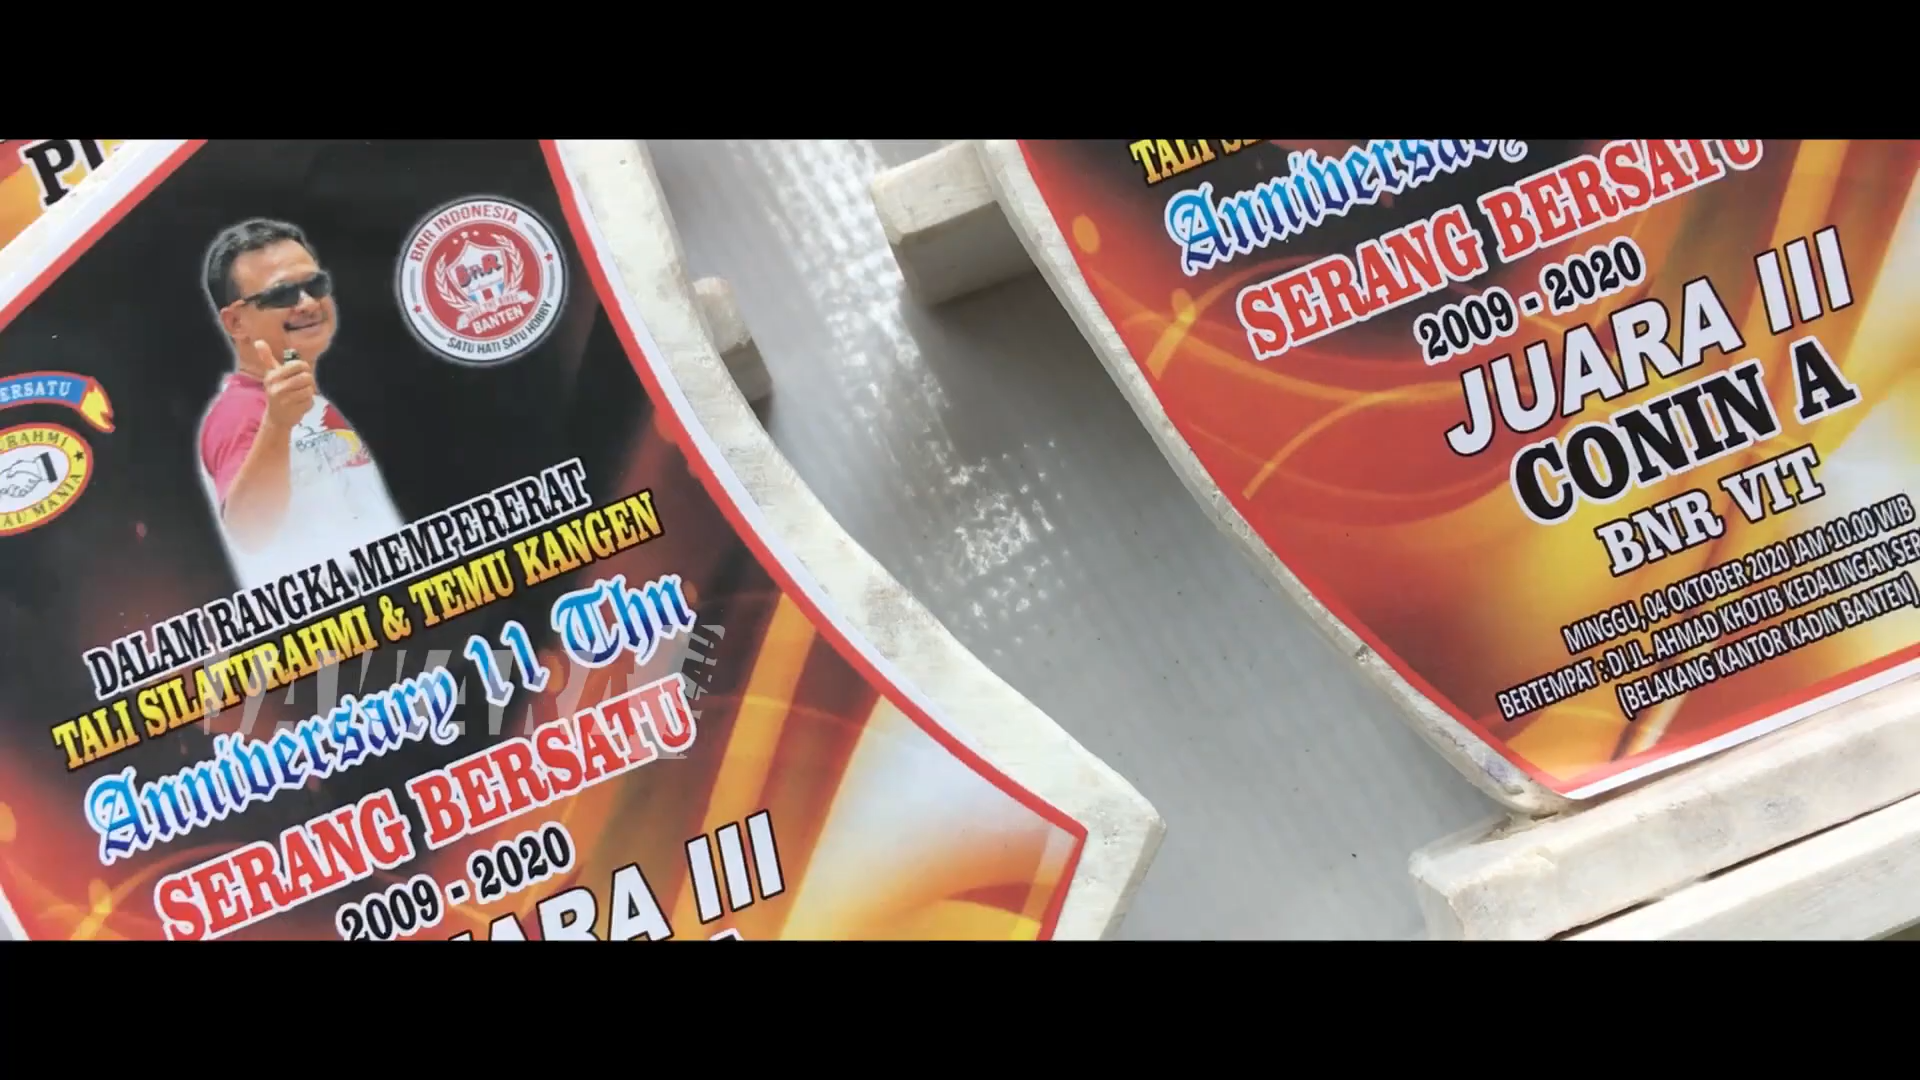 BNR INDONESIA
BnR
BANTEN
SATU HATI SATU HOBBY
DALAM RANGKA MEMPERERAT
TALI SILATURAHMI & TEMU KANGEN
Anniversary 11 Thn
SERANG BERSATU
2009 - 2020
III
Anniversary
SERANG BERSATU
2009 - 2020
JUARA III
CONIN A
BNR VIT
MINGGU, 04 OKTOBER 2020 JAM 10.00 WIB
BERTEMPAT : DI JL. AHMAD KHOTIB KEDALINGAN
(BELAKANG KANTOR KADIN BANTEN)